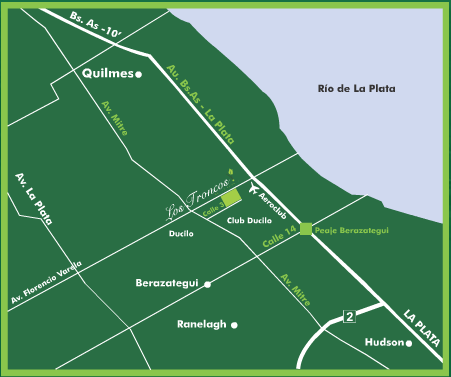 Bs. As -10'
Quilmes
Au. Bs.As - La Plata
Río de La Plata
Av. Mitre
Av. La Plata
Los Troncos
Calle 3
Aeroclub
Club Ducilo
Ducilo
Calle 14
Peaje Berazategui
Av. Florencio Varela
Berazategui
Av. Mitre
Ranelagh
2
LA PLATA
Hudson